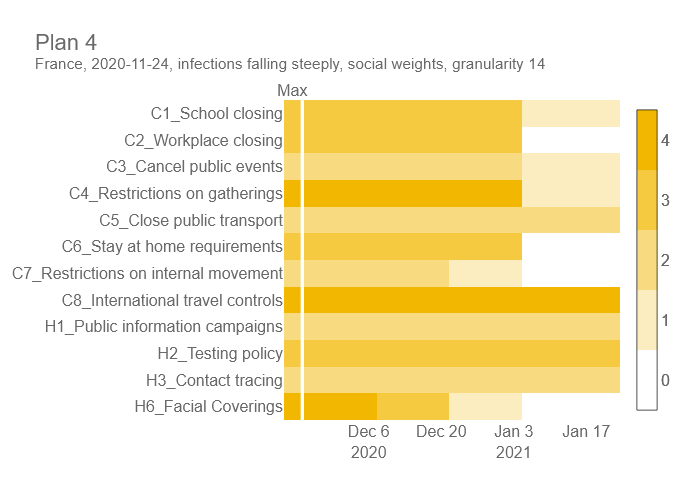 Plan 4
France, 2020-11-24, infections falling steeply, social weights, granularity 14
Max
C1_School closing
C2_Workplace closing
C3_Cancel public events
C4_Restrictions on gatherings
C5_Close public transport
C6_Stay at home requirements
C7_Restrictions on internal movement
C8_International travel controls
H1_Public information campaigns
H2_Testing policy
H3_Contact tracing
H6_Facial Coverings
4
3
2
1
0
Dec 6 Dec 20 Jan 3 Jan 17
2020 2021